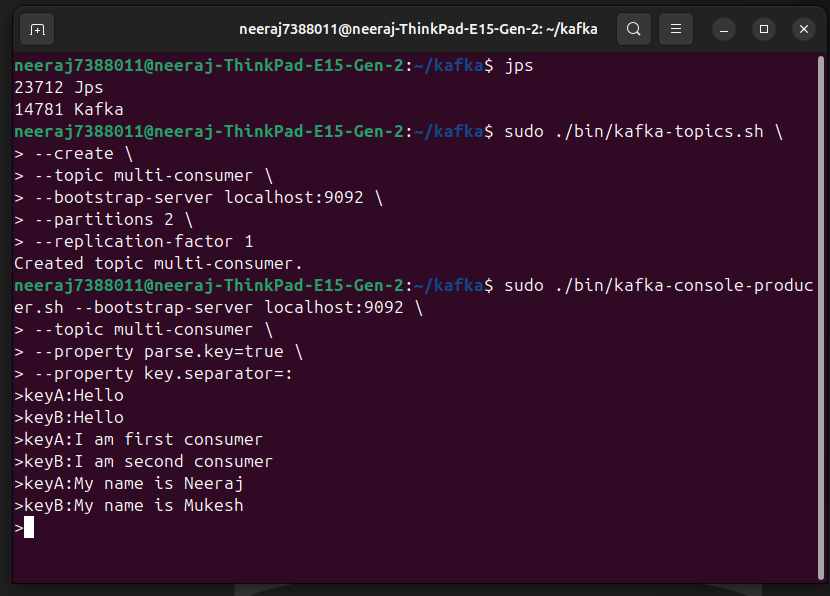 neeraj7388011@neeraj-ThinkPad-E15-Gen-2: ~/kafka
neeraj7388011@neeraj-ThinkPad-E15-Gen-2:~/kafka$ jps
23712 Jps
14781 Kafka
neeraj7388011@neeraj-ThinkPad-E15-Gen-2:~/kafka$ sudo ./bin/kafka-topics.sh \
> --create \
> --topic multi-consumer \
> --bootstrap-server localhost:9092 \
> --partitions 2 \
> --replication-factor 1
Created topic multi-consumer.
neeraj7388011@neeraj-ThinkPad-E15-Gen-2:~/kafka$ sudo ./bin/kafka-console-produc
er.sh --bootstrap-server localhost:9092 \
> --topic multi-consumer \
> --property parse.key=true \
> --property key.separator=:
>keyA:Hello
>keyB:Hello
>keyA:I am first consumer
>keyB:I am second consumer
>keyA:My name is Neeraj
>keyB:My name is Mukesh
>